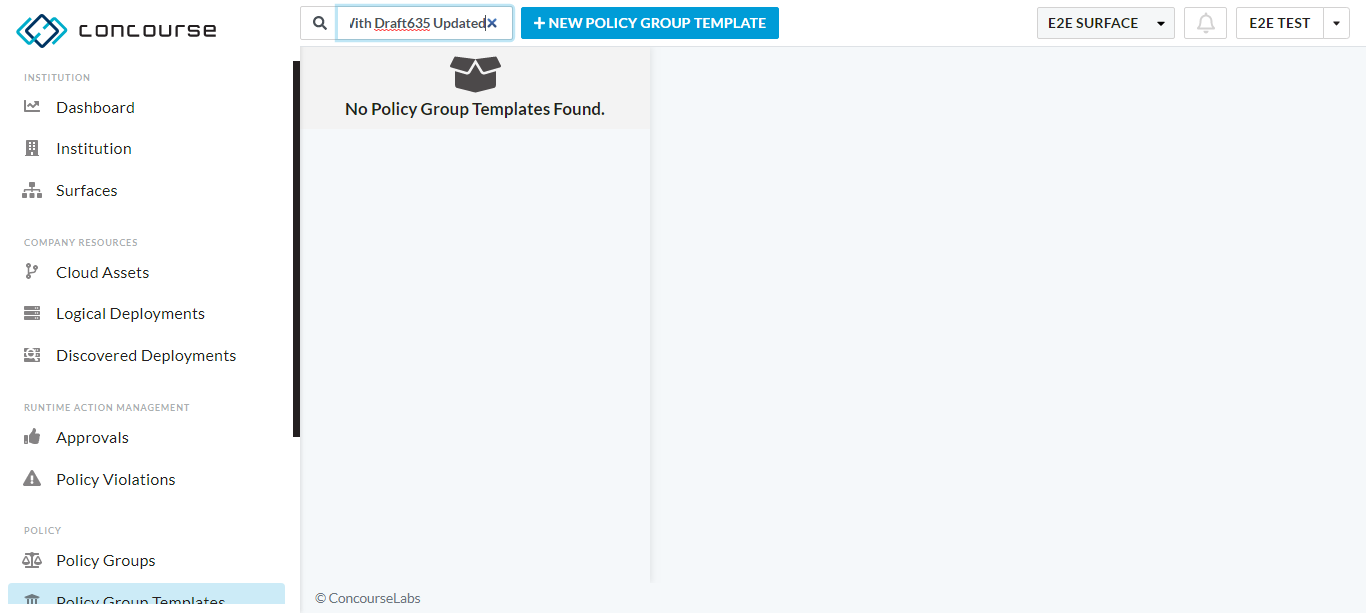 concourse
With Draft635 Updated
NEW POLICY GROUP TEMPLATE
E2E SURFACE
E2E TEST
INSTITUTION
Dashboard
Institution
Surfaces
COMPANY RESOURCES
Cloud Assets
Logical Deployments
Discovered Deployments
RUNTIME ACTION MANAGEMENT
Approvals
Policy Violations
POLICY
Policy Groups
Policy Group Templates
No Policy Group Templates Found.
© ConcourseLabs